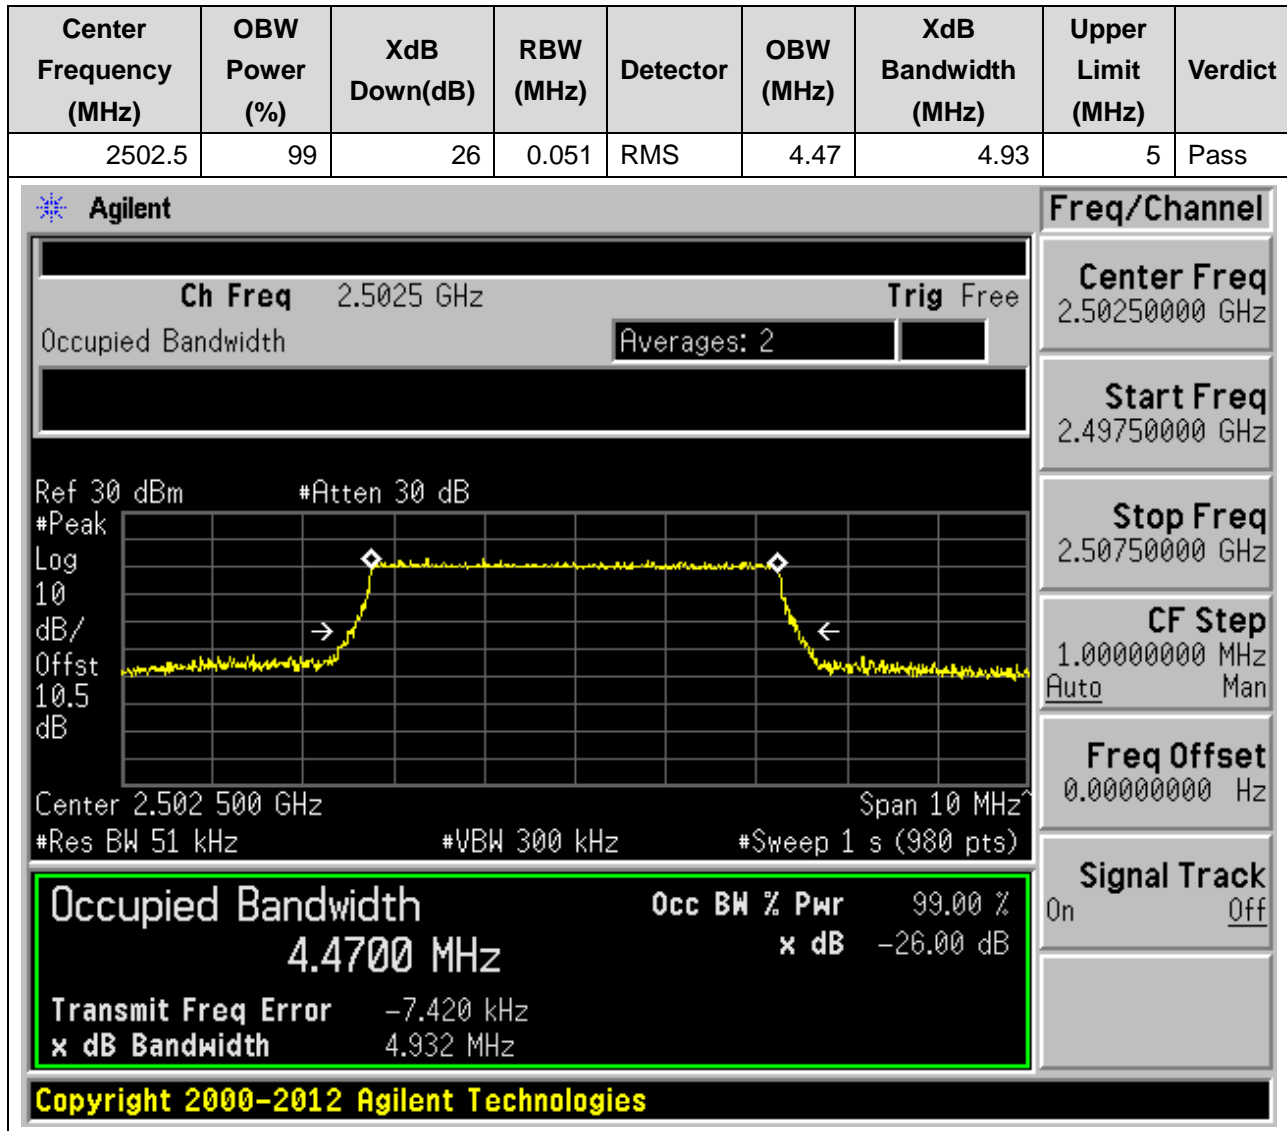 Center Frequency (MHz) OBW Power (%) XdB Down(dB) RBW (MHz) Detector OBW (MHz) XdB Bandwidth (MHz) Upper Limit (MHz) Verdict
2502.5 99 26 0.051 RMS 4.47 4.93 5 Pass
Agilent
Freq/Channel
Ch Freq 2.5025 GHz Trig Free
Occupied Bandwidth Averages: 2
Center Freq
2.50250000 GHz
Start Freq
2.49750000 GHz
Stop Freq
2.50750000 GHz
CF Step
1.00000000 MHz
Auto Man
Freq Offset
0.00000000 Hz
Signal Track
On Off
Ref 30 dBm #Atten 30 dB
#Peak
Log
10
dB/
Offst
10.5
dB
Center 2.502 500 GHz Span 10 MHz^
#Res BW 51 kHz #VBW 300 kHz #Sweep 1 s (980 pts)
Occupied Bandwidth Occ BW % Pwr 99.00 %
4.4700 MHz x dB -26.00 dB
Transmit Freq Error -7.420 kHz
x dB Bandwidth 4.932 MHz
Copyright 2000-2012 Agilent Technologies